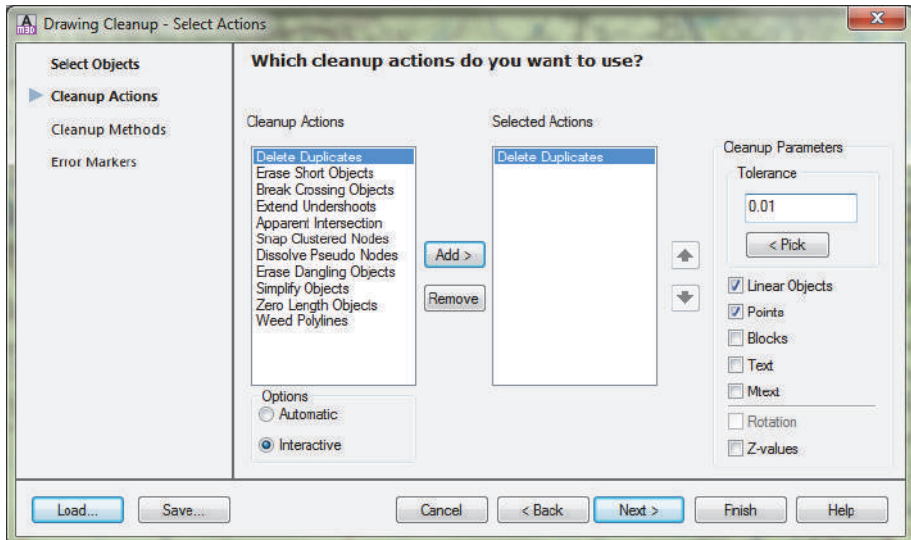 A
M3D
Drawing Cleanup - Select Actions
X
Select Objects
Cleanup Actions
Cleanup Methods
Error Markers
Which cleanup actions do you want to use?
Cleanup Actions
Delete Duplicates
Erase Short Objects
Break Crossing Objects
Extend Undershoots
Apparent Intersection
Snap Clustered Nodes
Dissolve Pseudo Nodes
Erase Dangling Objects
Simplify Objects
Zero Length Objects
Weed Polylines
Options
Automatic
Interactive
Add >
Remove
Selected Actions
Delete Duplicates
Cleanup Parameters
Tolerance
0.01
< Pick
Linear Objects
Points
Blocks
Text
Mtext
Rotation
Z-values
Load...
Save...
Cancel
< Back
Next >
Finish
Help